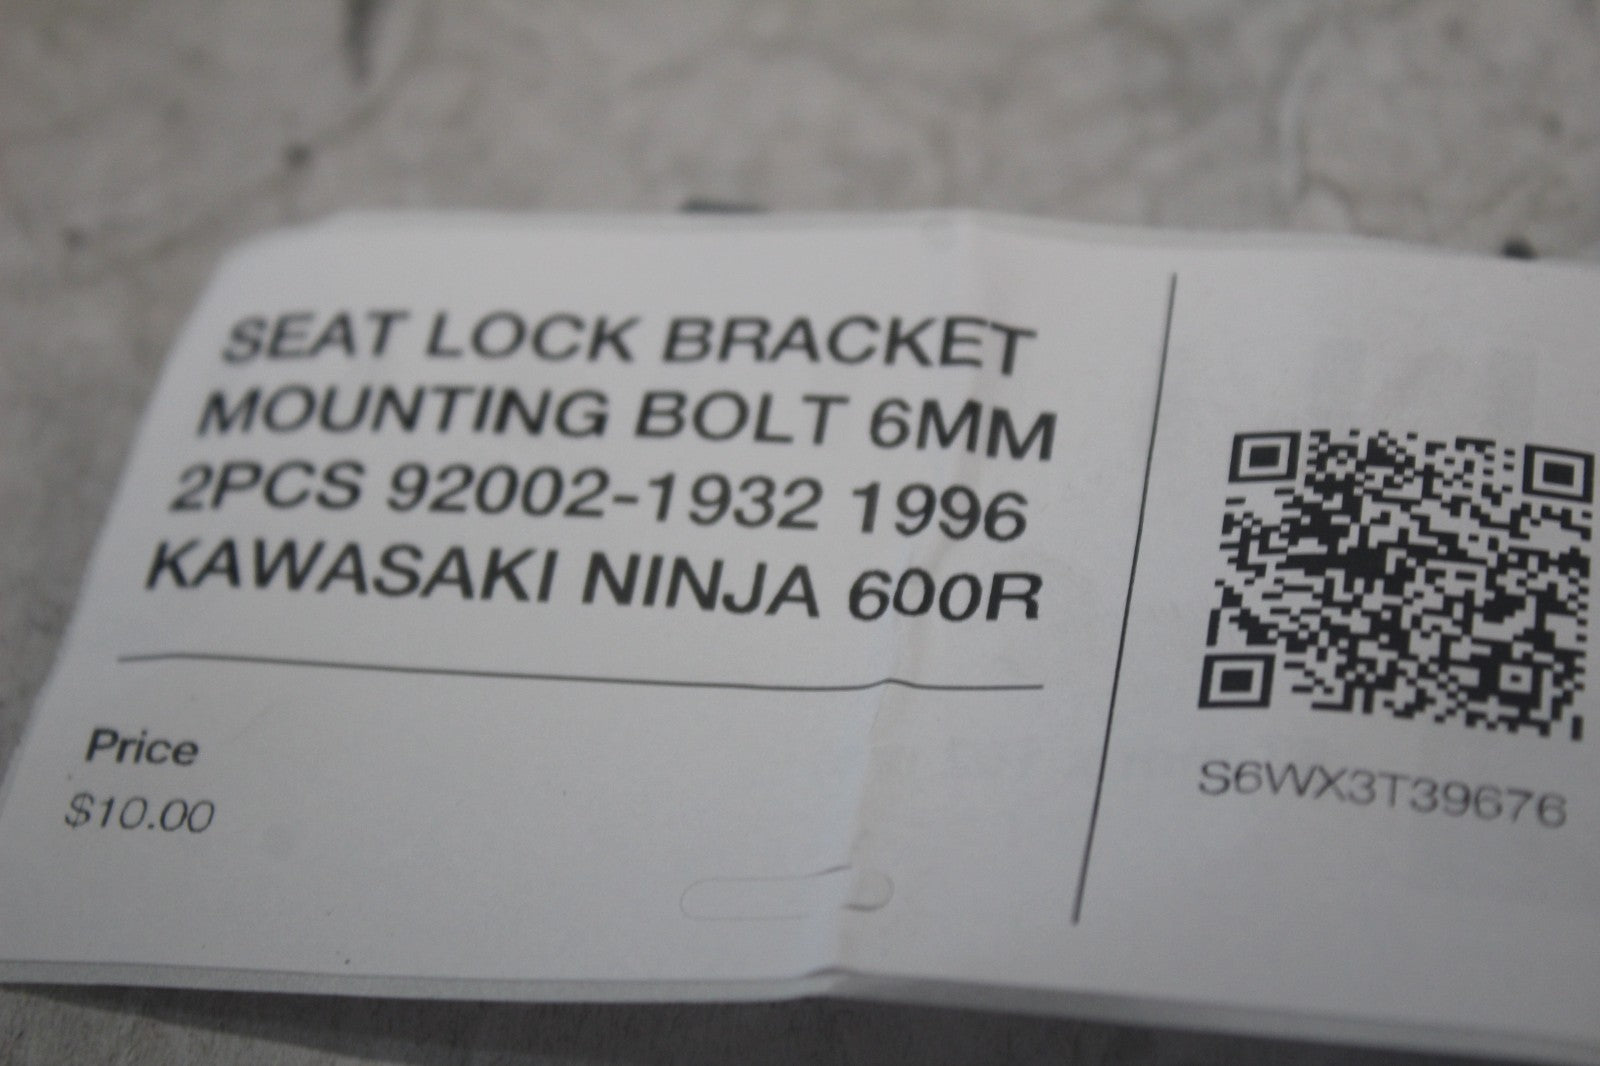 SEAT LOCK BRACKET
MOUNTING BOLT 6MM
2PCS 92002-1932 1996
KAWASAKI NINJA 600R
Price
$10.00
S6WX3T39676